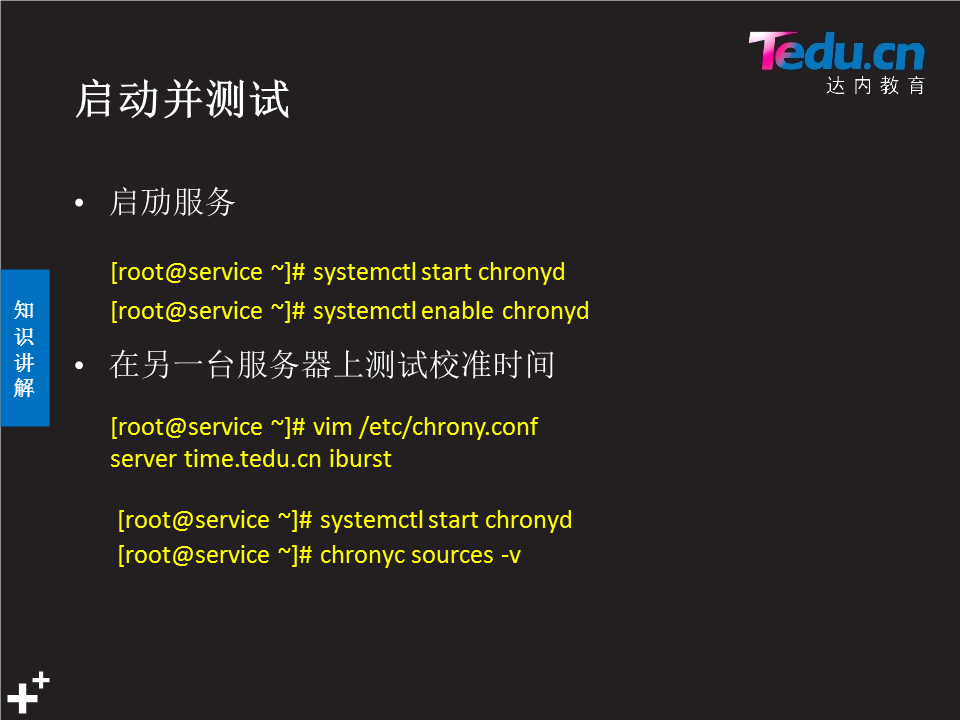 Tedu.cn
达内教育
启动并测试
• 启动服务
[root@service ~]# systemctl start chronyd
[root@service ~]# systemctl enable chronyd
知识讲解
• 在另一台服务器上测试校准时间
[root@service ~]# vim /etc/chrony.conf
server time.tedu.cn iburst
[root@service ~]# systemctl start chronyd
[root@service ~]# chronyc sources -v